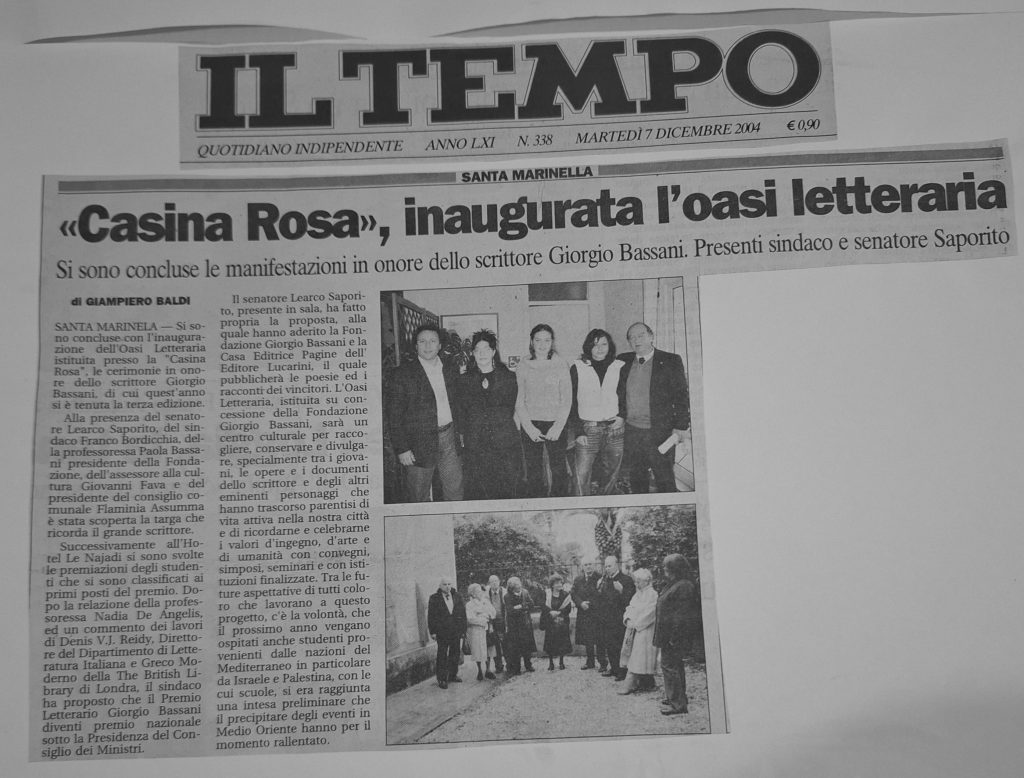 IL TEMPO
QUOTIDIANO INDIPENDENTE ANNO LXI N. 338 MARTEDÌ 7 DICEMBRE 2004 € 0,90
SANTA MARINELLA
«Casina Rosa», inaugurata l'oasi letteraria
Si sono concluse le manifestazioni in onore dello scrittore Giorgio Bassani. Presenti sindaco e senatore Saporito
di GIAMPIERO BALDI
SANTA MARINELA — Si so-
no concluse con l'inaugura-
zione dell'Oasi Letteraria
istituita presso la "Casina
Rosa", le cerimonie in ono-
re dello scrittore Giorgio
Bassani, di cui quest'anno
si è tenuta la terza edizione.
Alla presenza del senato-
re Learco Saporito, del sin-
daco Franco Bordicchia, del-
la professoressa Paola Bassa-
ni presidente della Fonda-
zione, dell'assessore alla cul-
tura Giovanni Fava e del
presidente del consiglio co-
munale Flaminia Assumma
è stata scoperta la targa che
ricorda il grande scrittore.
Successivamente all'Ho-
tel Le Najadi si sono svolte
le premiazioni degli studen-
ti che si sono classificati ai
primi posti del premio. Do-
po la relazione della profes-
soressa Nadia De Angelis,
ed un commento dei lavori
di Denis V.J. Reidy, Diretto-
re del Dipartimento di Lette-
ratura Italiana e Greco Mo-
derno della The British Li-
brary di Londra, il sindaco
ha proposto che il Premio
Letterario Giorgio Bassani
diventi premio nazionale
sotto la Presidenza del Con-
siglio dei Ministri.
Il senatore Learco Sapori-
to, presente in sala, ha fatto
propria la proposta, alla
quale hanno aderito la Fon-
dazione Giorgio Bassani e la
Casa Editrice Pagine dell'
Editore Lucarini, il quale
pubblicherà le poesie ed i
racconti dei vincitori. L'Oasi
Letteraria, istituita su con-
cessione della Fondazione
Giorgio Bassani, sarà un
centro culturale per racco-
gliere, conservare e divulga-
re, specialmente tra i giova-
ni, le opere e i documenti
dello scrittore e degli altri
eminenti personaggi che
hanno trascorso parentisi di
vita attiva nella nostra città
e di ricordarne e celebrarne
i valori d'ingegno, d'arte e
di umanità con convegni,
simposi, seminari e con isti-
tuzioni finalizzate. Tra le fu-
ture aspettative di tutti colo-
ro che lavorano a questo
progetto, c'è la volontà, che
il prossimo anno vengano
ospitati anche studenti pro-
venienti dalle nazioni del
Mediterraneo in particolare
da Israele e Palestina, con le
cui scuole, si era raggiunta
una intesa preliminare che
il precipitare degli eventi in
Medio Oriente hanno per il
momento rallentato.